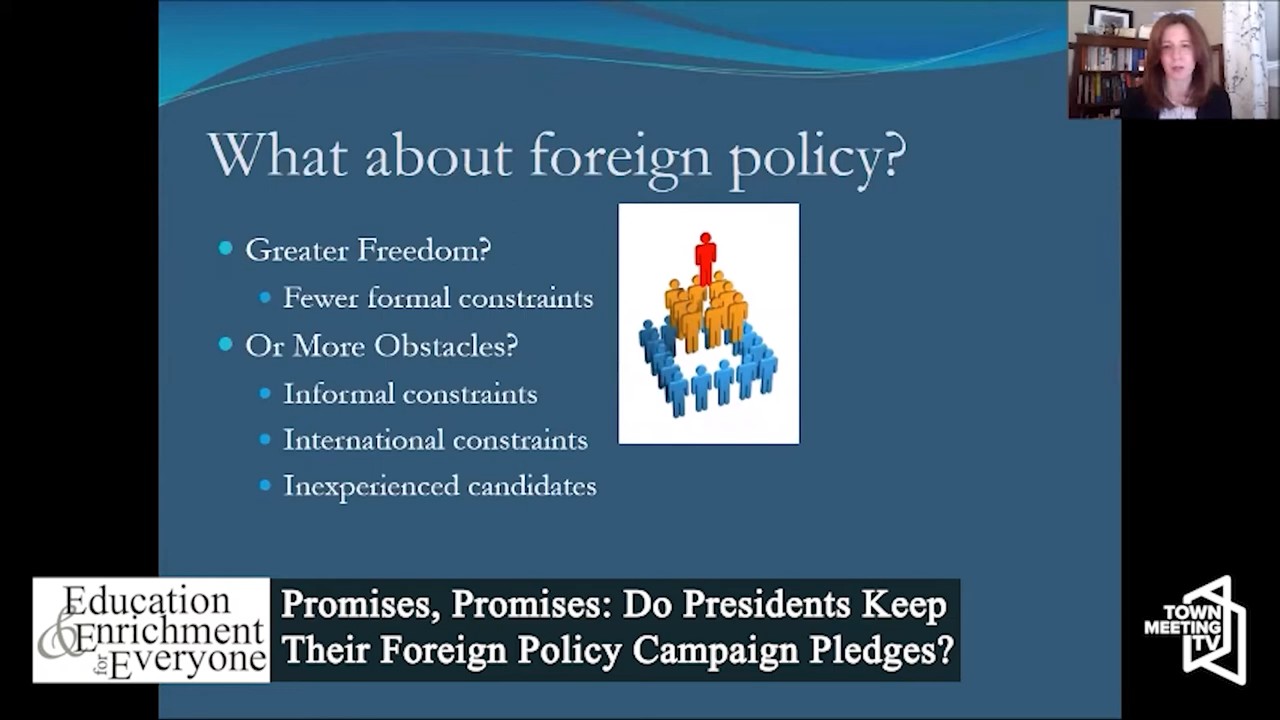 What about foreign policy?
Greater Freedom?
Fewer formal constraints
Or More Obstacles?
Informal constraints
International constraints
Inexperienced candidates
Education
& Enrichment
for Everyone
Promises, Promises: Do Presidents Keep
Their Foreign Policy Campaign Pledges?
TOWN
MEETING
TV